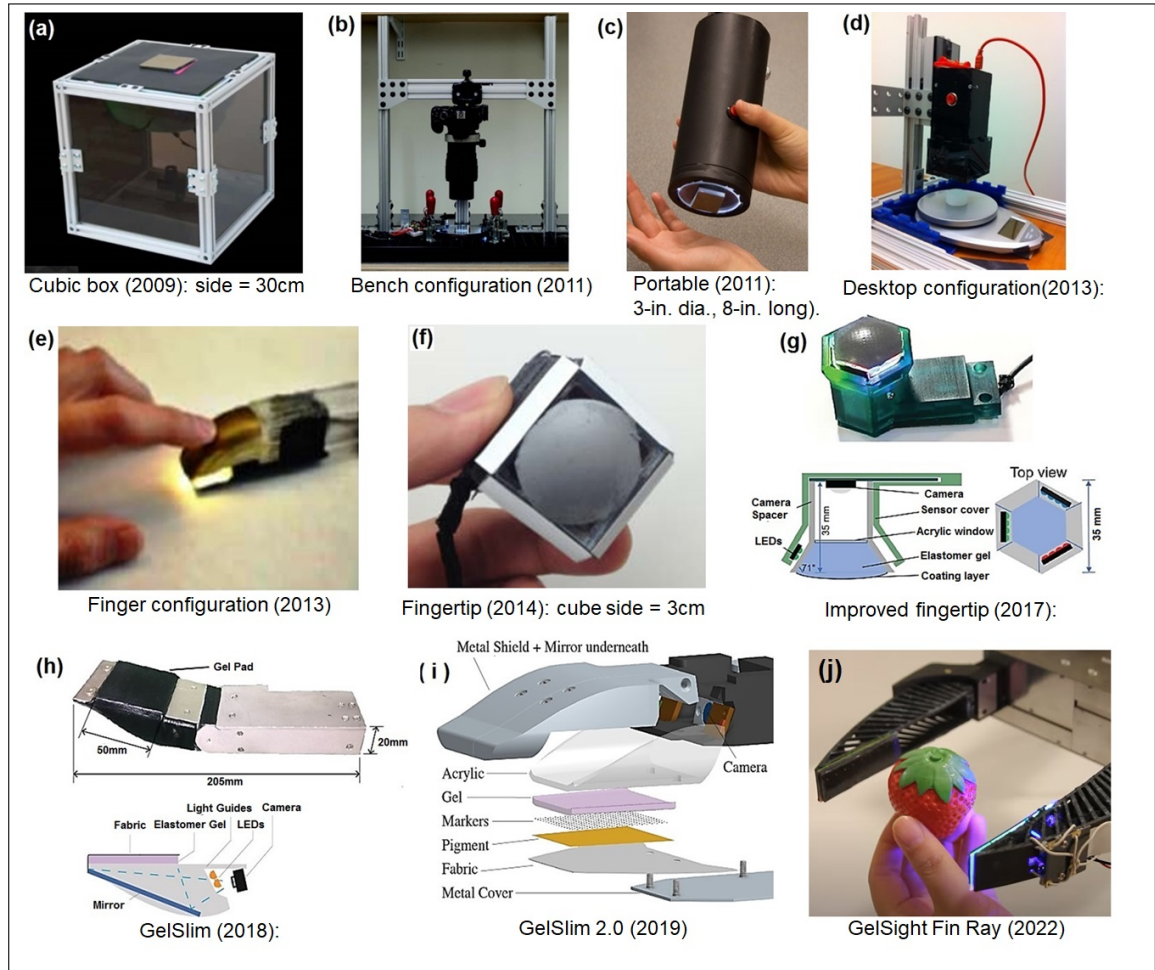 (a)
(b)
(c)
(d)
Cubic box (2009): side = 30cm
Bench configuration (2011)
Portable (2011):
3-in. dia., 8-in. long).
Desktop configuration(2013):
(e)
(f)
(g)
Top view
Camera
Spacer
35 mm
Camera
Sensor cover
LEDs
Acrylic window
Elastomer gel
71°
Coating layer
35 mm
Finger configuration (2013)
Fingertip (2014): cube side = 3cm
Improved fingertip (2017):
(h)
Gel Pad
50mm
20mm
205mm
Light Guides
Camera
Fabric
Elastomer Gel
LEDs
Mirror
GelSlim (2018):
(i)
Metal Shield + Mirror underneath
Camera
Acrylic
Gel
Markers
Pigment
Fabric
Metal Cover
GelSlim 2.0 (2019)
(j)
GelSight Fin Ray (2022)